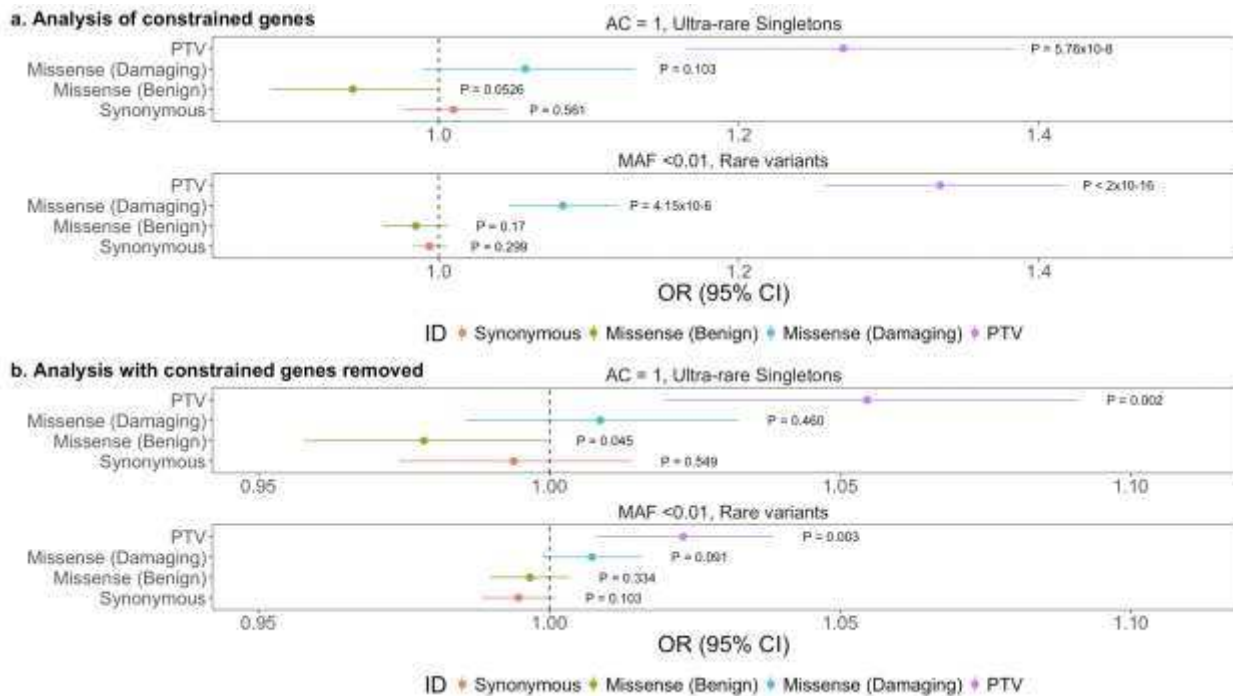 a. Analysis of constrained genes
AC = 1, Ultra-rare Singletons
PTV
P = 5.76x10-8
Missense (Damaging)
P = 0.103
Missense (Benign)
P = 0.0526
Synonymous
P = 0.561
1.0 1.2 1.4
MAF <0.01, Rare variants
PTV
P < 2x10-16
Missense (Damaging)
P = 4.15x10-6
Missense (Benign)
P = 0.17
Synonymous
P = 0.299
1.0 1.2 1.4
OR (95% CI)
ID Synonymous Missense (Benign) Missense (Damaging) PTV
b. Analysis with constrained genes removed
AC = 1, Ultra-rare Singletons
PTV
P = 0.002
Missense (Damaging)
P = 0.460
Missense (Benign)
P = 0.045
Synonymous
P = 0.549
0.95 1.00 1.05 1.10
MAF <0.01, Rare variants
PTV
P = 0.003
Missense (Damaging)
P = 0.091
Missense (Benign)
P = 0.334
Synonymous
P = 0.103
0.95 1.00 1.05 1.10
OR (95% CI)
ID Synonymous Missense (Benign) Missense (Damaging) PTV